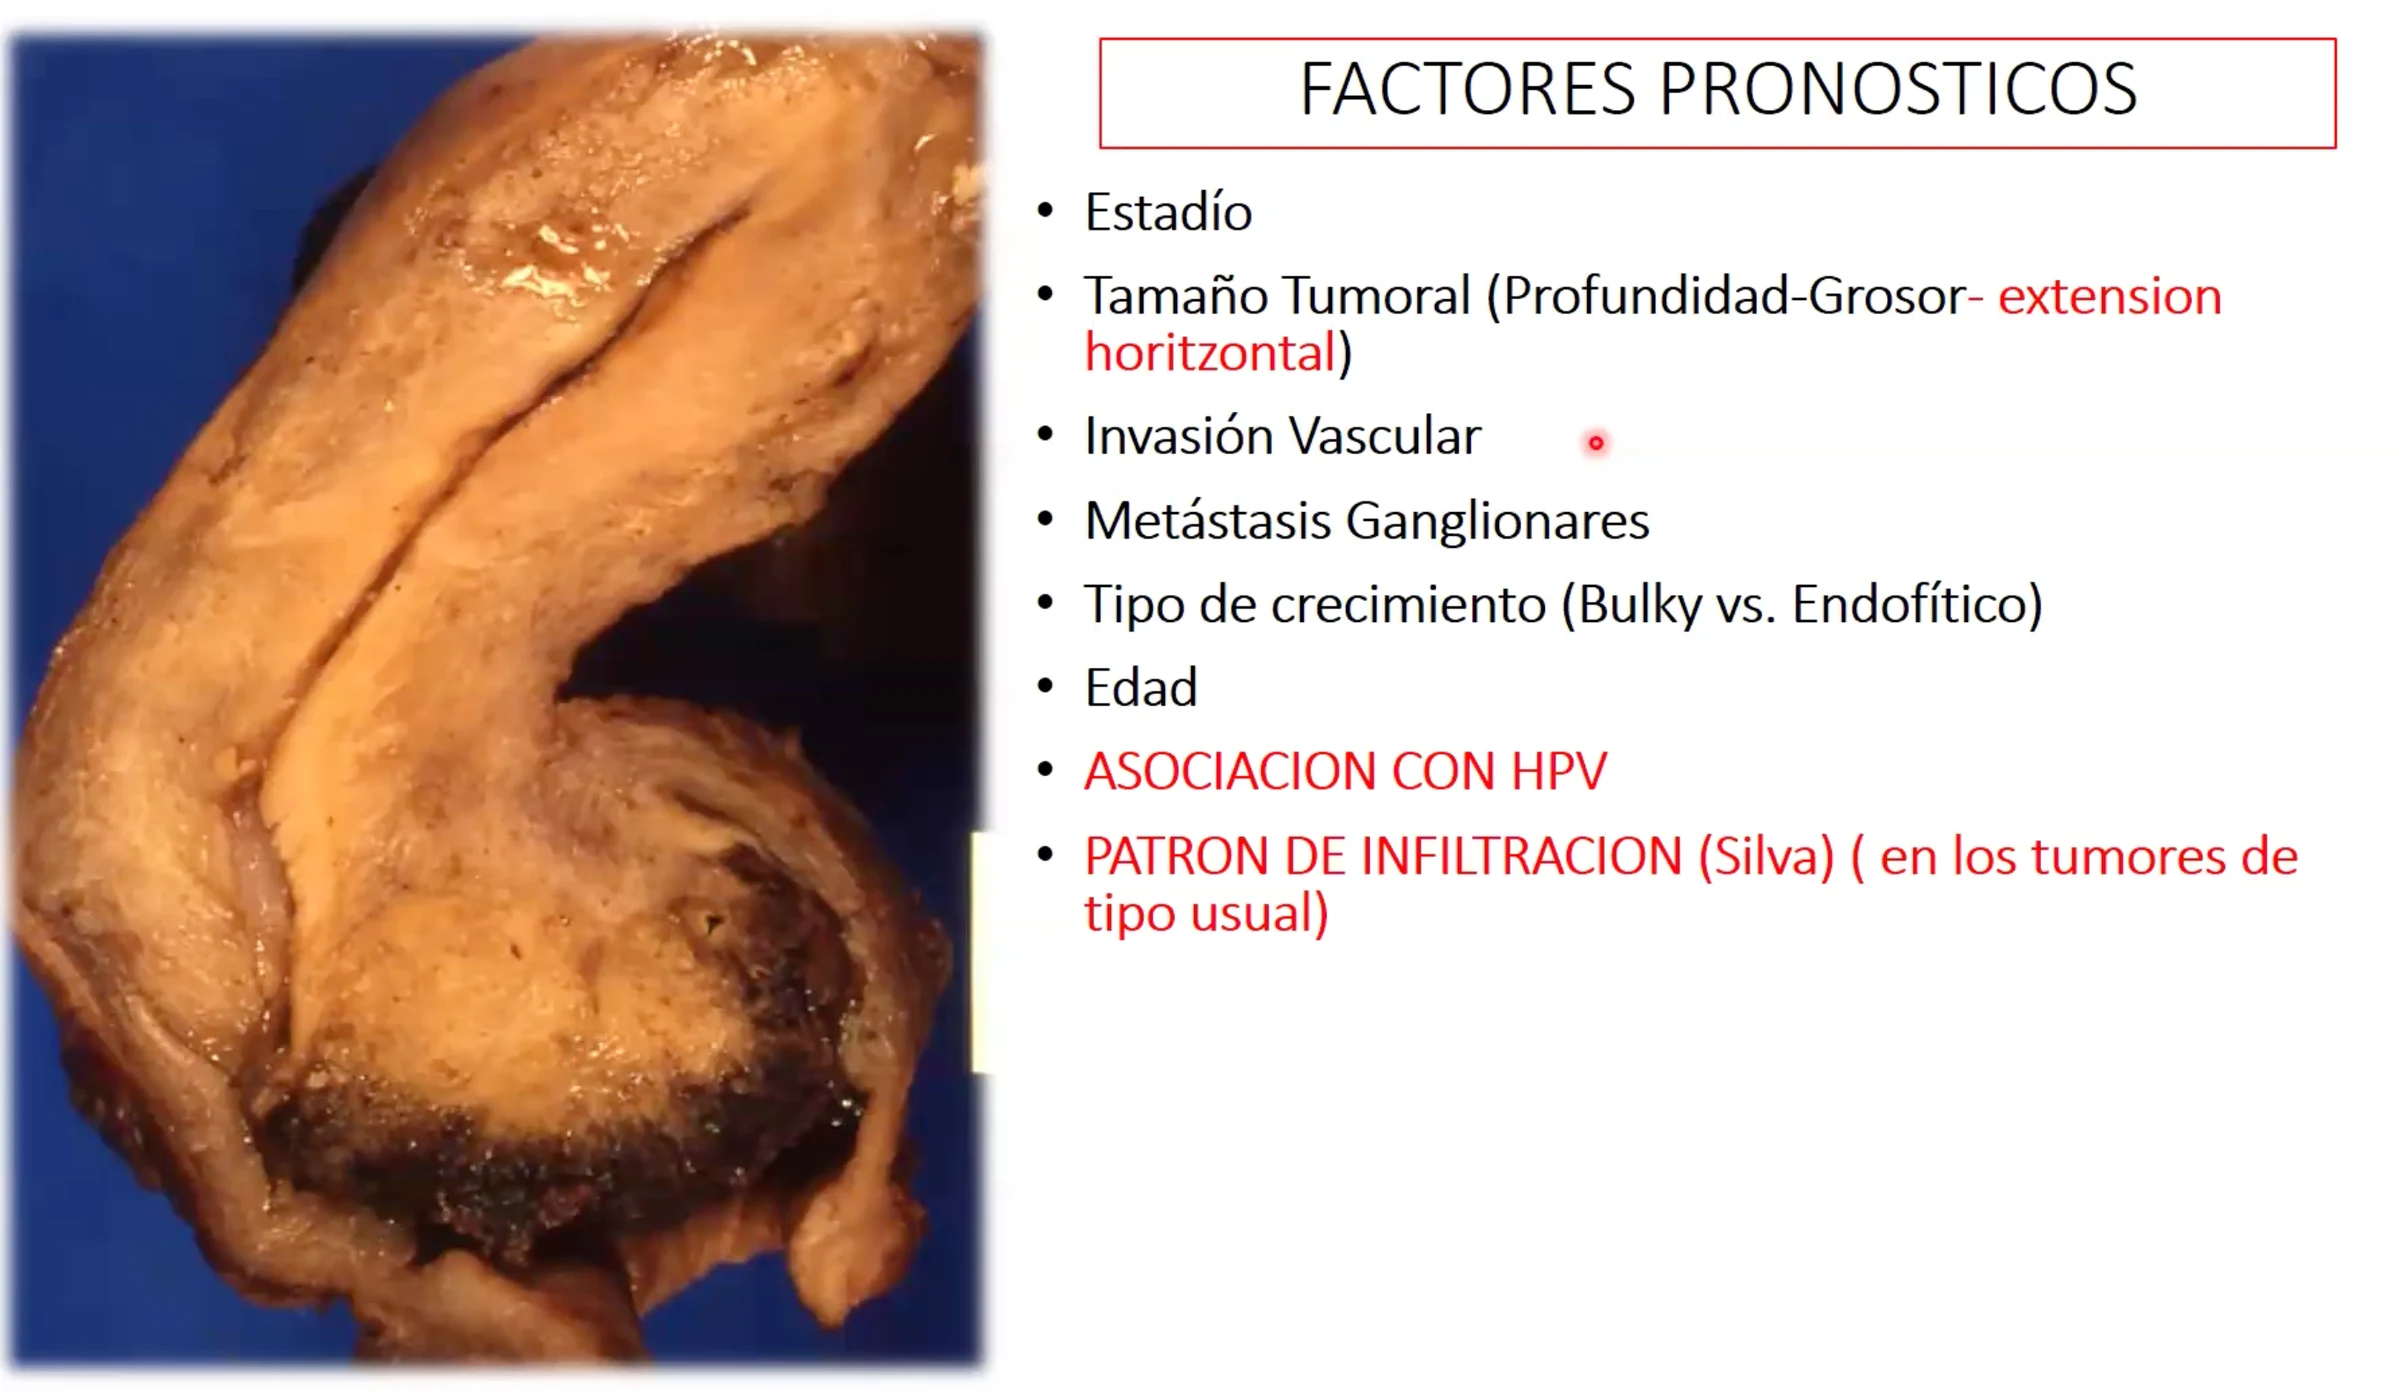 FACTORES PRONOSTICOS
• Estadío
• Tamaño Tumoral (Profundidad-Grosor- extension
horitzontal)
• Invasión Vascular
• Metástasis Ganglionares
• Tipo de crecimiento (Bulky vs. Endofítico)
• Edad
• ASOCIACION CON HPV
• PATRON DE INFILTRACION (Silva) ( en los tumores de
tipo usual)